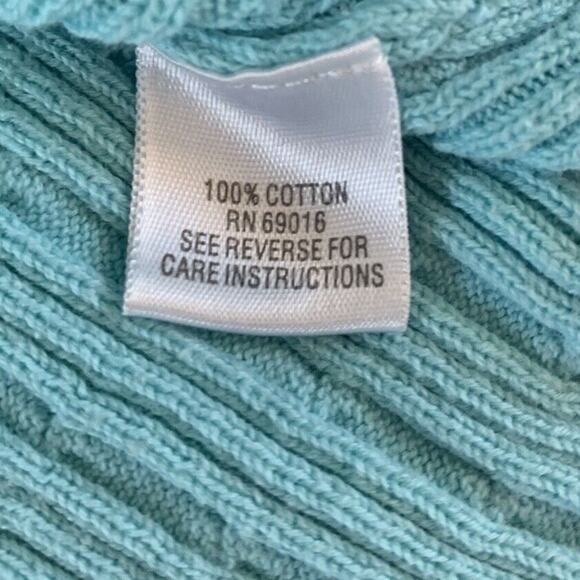 100% COTTON
RN 69016
SEE REVERSE FOR
CARE INSTRUCTIONS